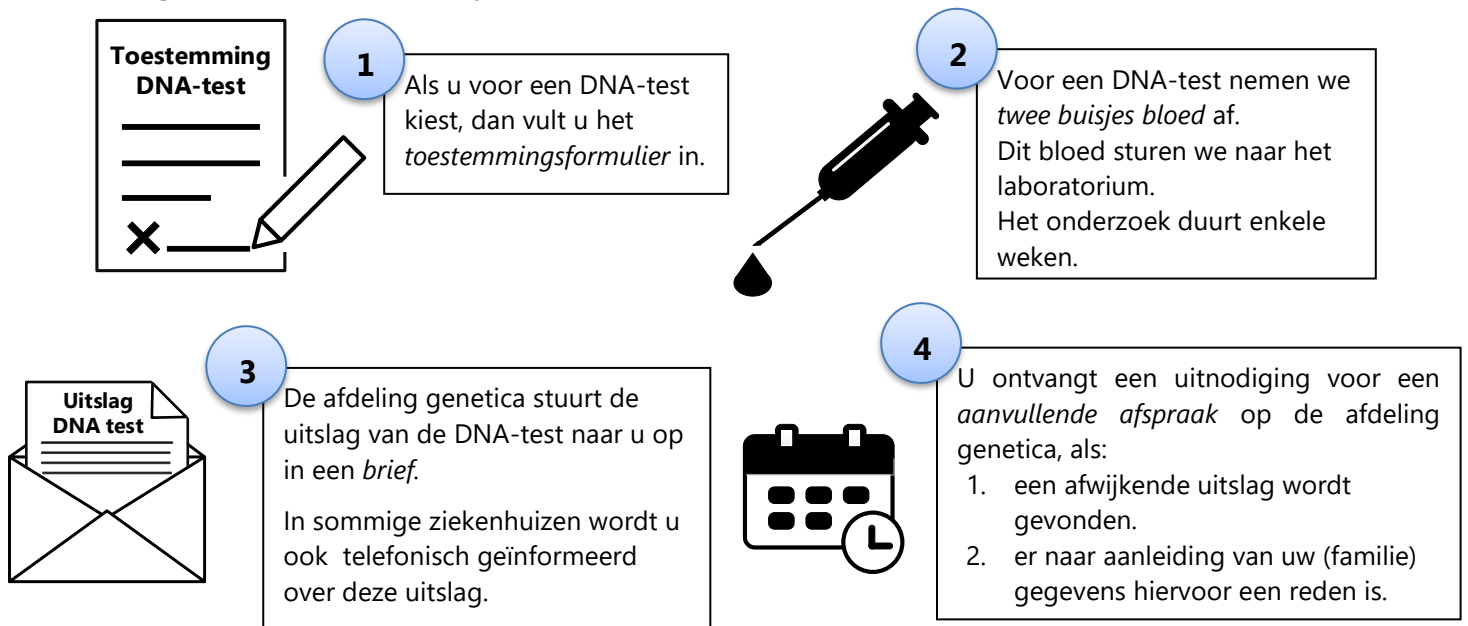 Toestemming
DNA-test
1
Als u voor een DNA-test
kiest, dan vult u het
toestemmingsformulier in.
2
Voor een DNA-test nemen we
twee buisjes bloed af.
Dit bloed sturen we naar het
laboratorium.
Het onderzoek duurt enkele
weken.
Uitslag
DNA test
3
De afdeling genetica stuurt de
uitslag van de DNA-test naar u op
in een brief.
In sommige ziekenhuizen wordt u
ook telefonisch geïnformeerd
over deze uitslag.
4
U ontvangt een uitnodiging voor een
aanvullende afspraak op de afdeling
genetica, als:
1. een afwijkende uitslag wordt
gevonden.
2. er naar aanleiding van uw (familie)
gegevens hiervoor een reden is.